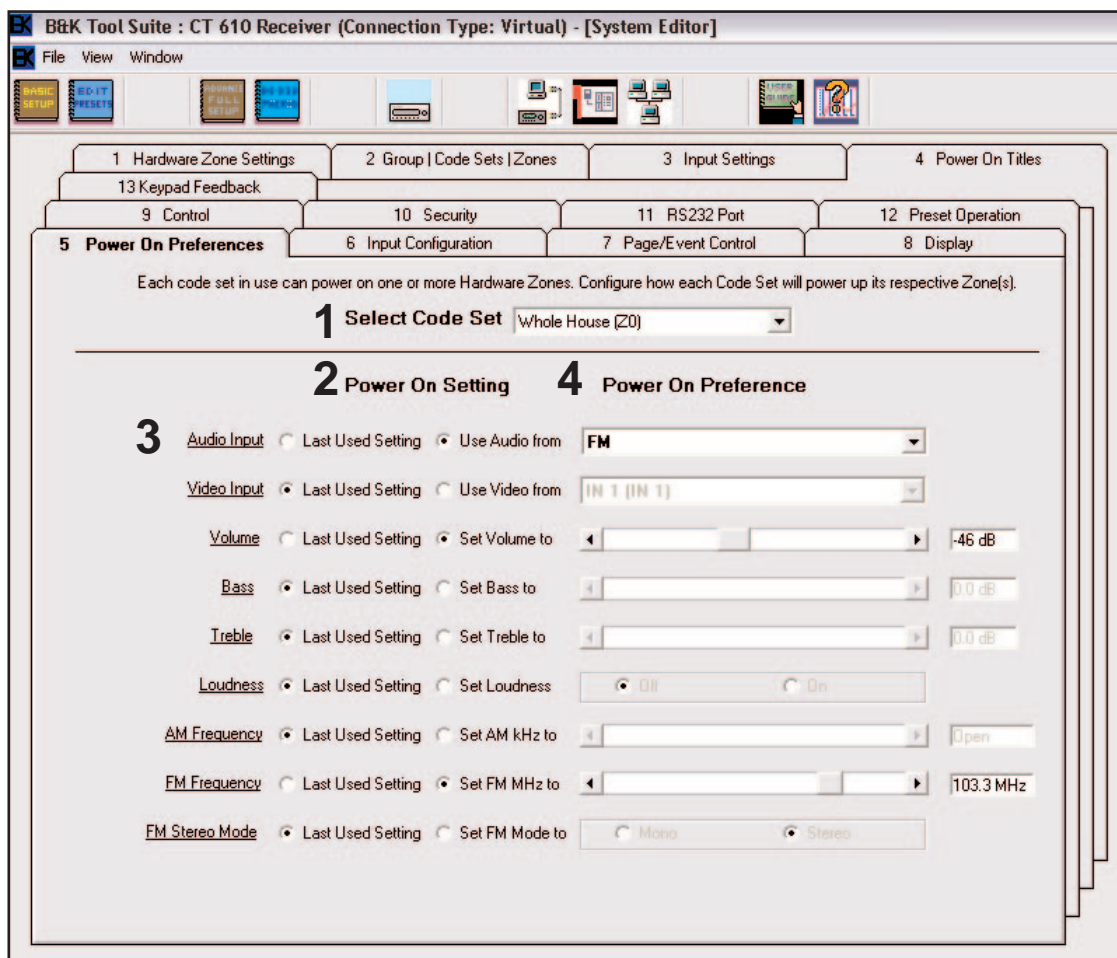 B&K Tool Suite : CT 610 Receiver (Connection Type: Virtual) - [System Editor]
File View Window
BASIC SETUP EDIT PRESETS ADVANCE FULL SETUP USER GUIDE
1 Hardware Zone Settings 2 Group | Code Sets | Zones 3 Input Settings 4 Power On Titles
13 Keypad Feedback
9 Control 10 Security 11 RS232 Port 12 Preset Operation
5 Power On Preferences 6 Input Configuration 7 Page/Event Control 8 Display
Each code set in use can power on one or more Hardware Zones. Configure how each Code Set will power up its respective Zone(s).
1 Select Code Set Whole House (Z0)
2 Power On Setting 4 Power On Preference
3 Audio Input Last Used Setting Use Audio from FM
Video Input Last Used Setting Use Video from IN 1 (IN 1)
Volume Last Used Setting Set Volume to -46 dB
Bass Last Used Setting Set Bass to 0.0 dB
Treble Last Used Setting Set Treble to 0.0 dB
Loudness Last Used Setting Set Loudness Off On
AM Frequency Last Used Setting Set AM kHz to Open
FM Frequency Last Used Setting Set FM MHz to 103.3 MHz
FM Stereo Mode Last Used Setting Set FM Mode to Mono Stereo